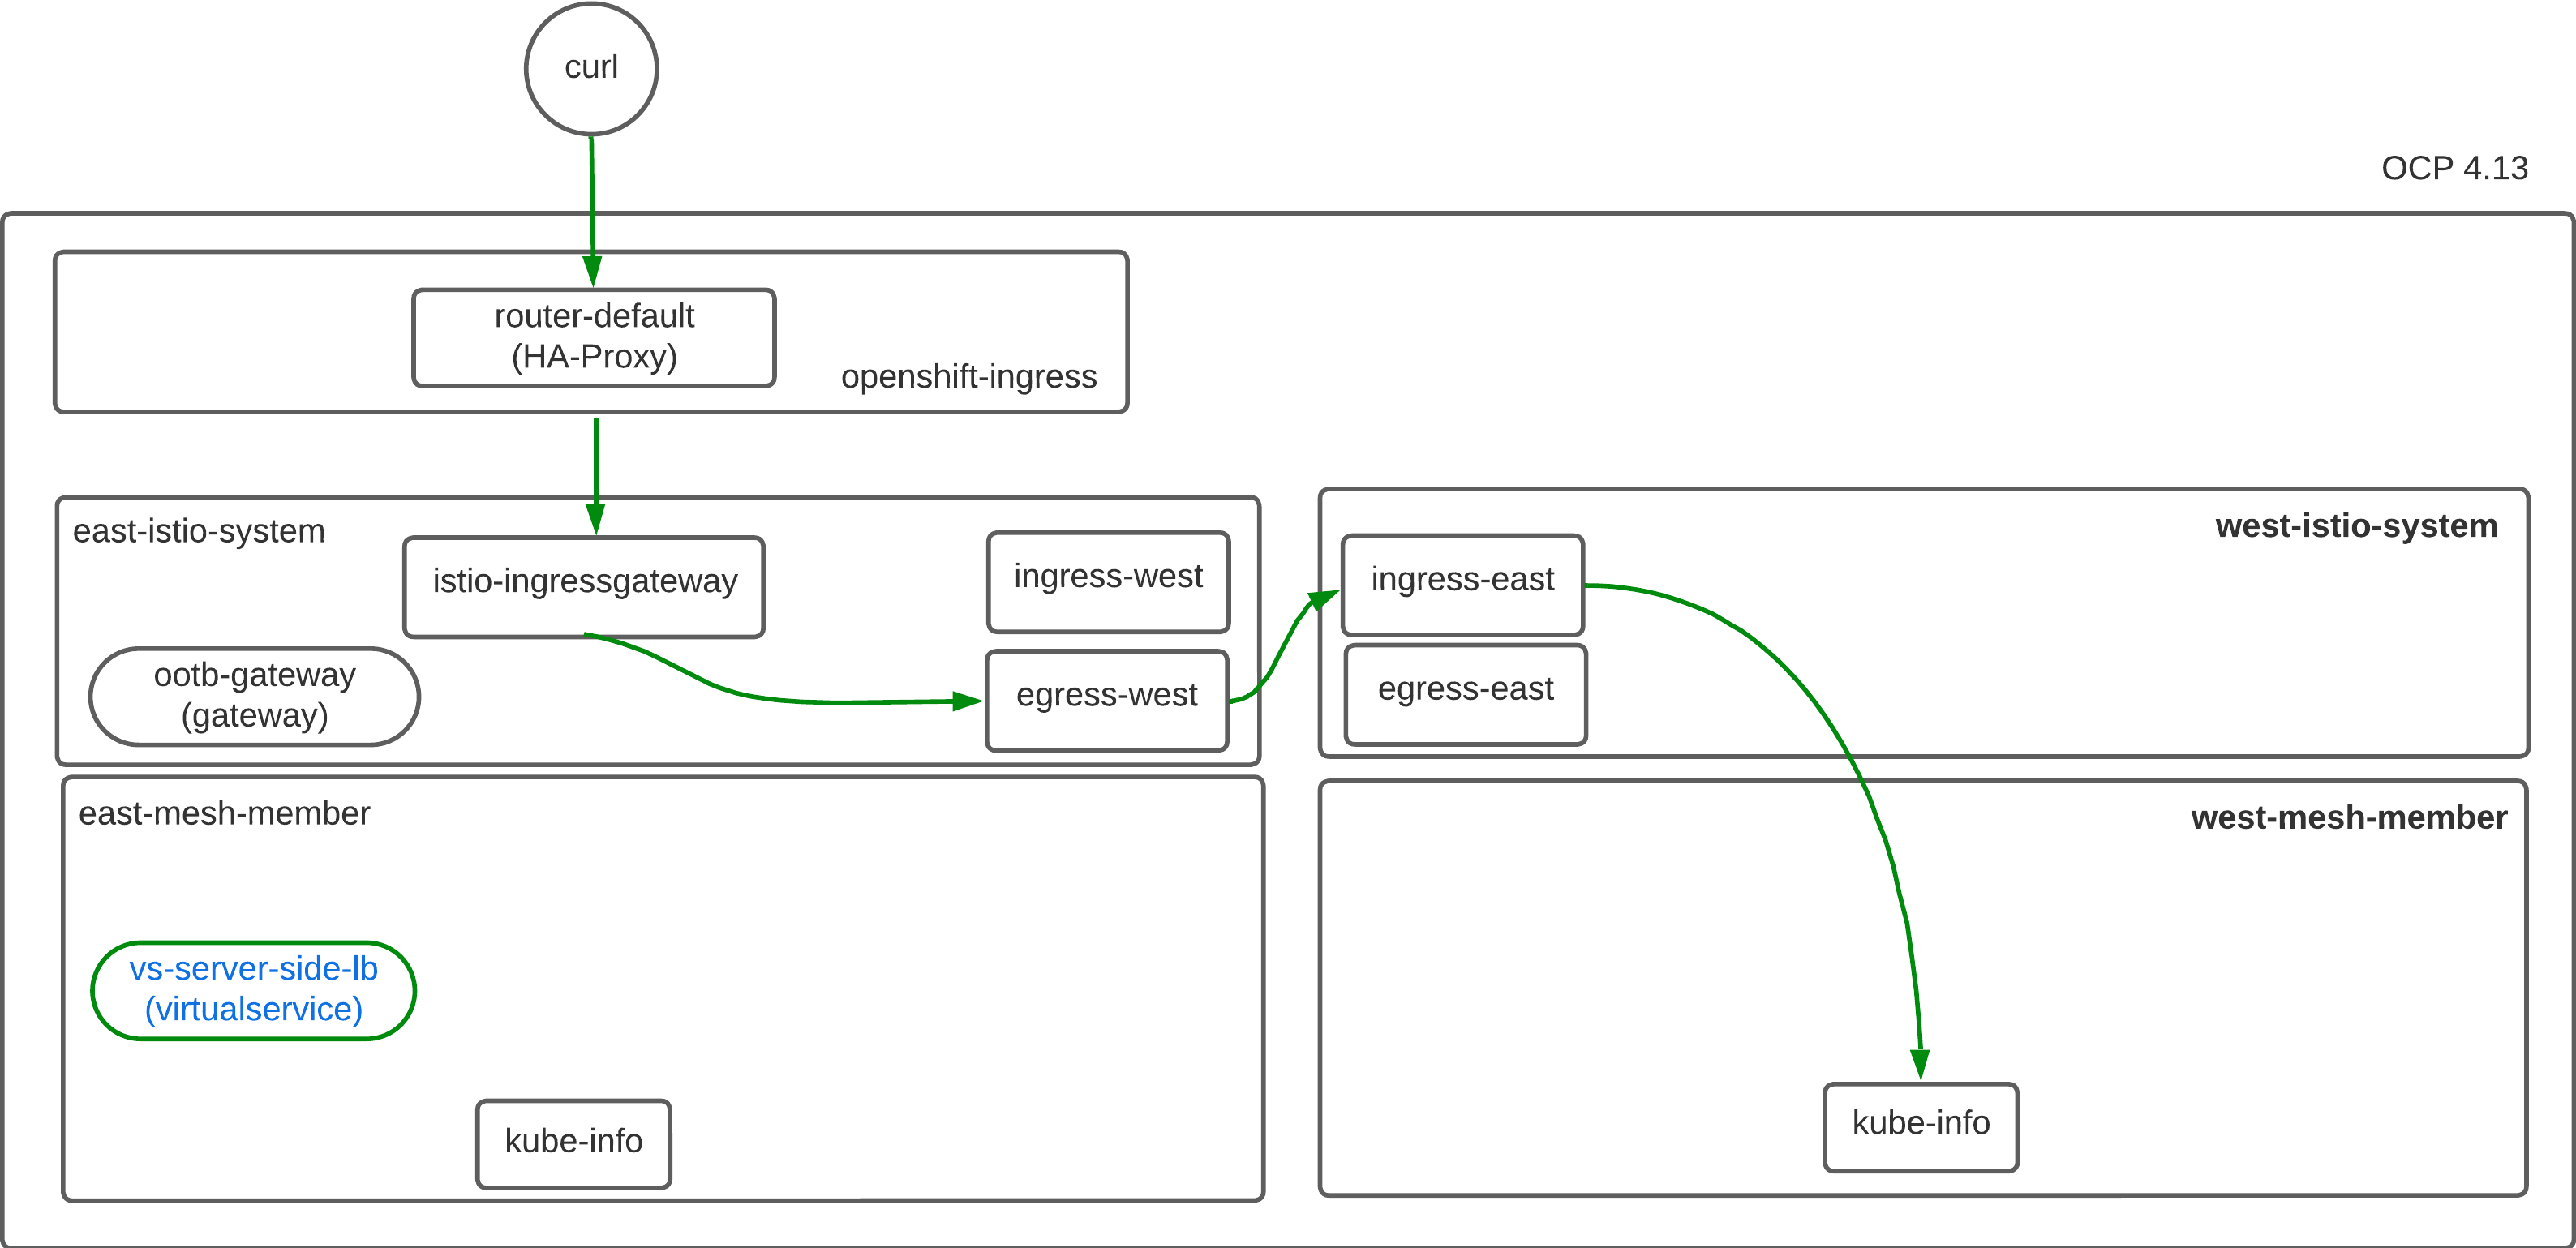 curl
OCP 4.13
router-default
(HA-Proxy)
openshift-ingress
east-istio-system
istio-ingressgateway
ingress-west
ootb-gateway
(gateway)
egress-west
west-istio-system
ingress-east
egress-east
east-mesh-member
vs-server-side-lb
(virtualservice)
kube-info
west-mesh-member
kube-info